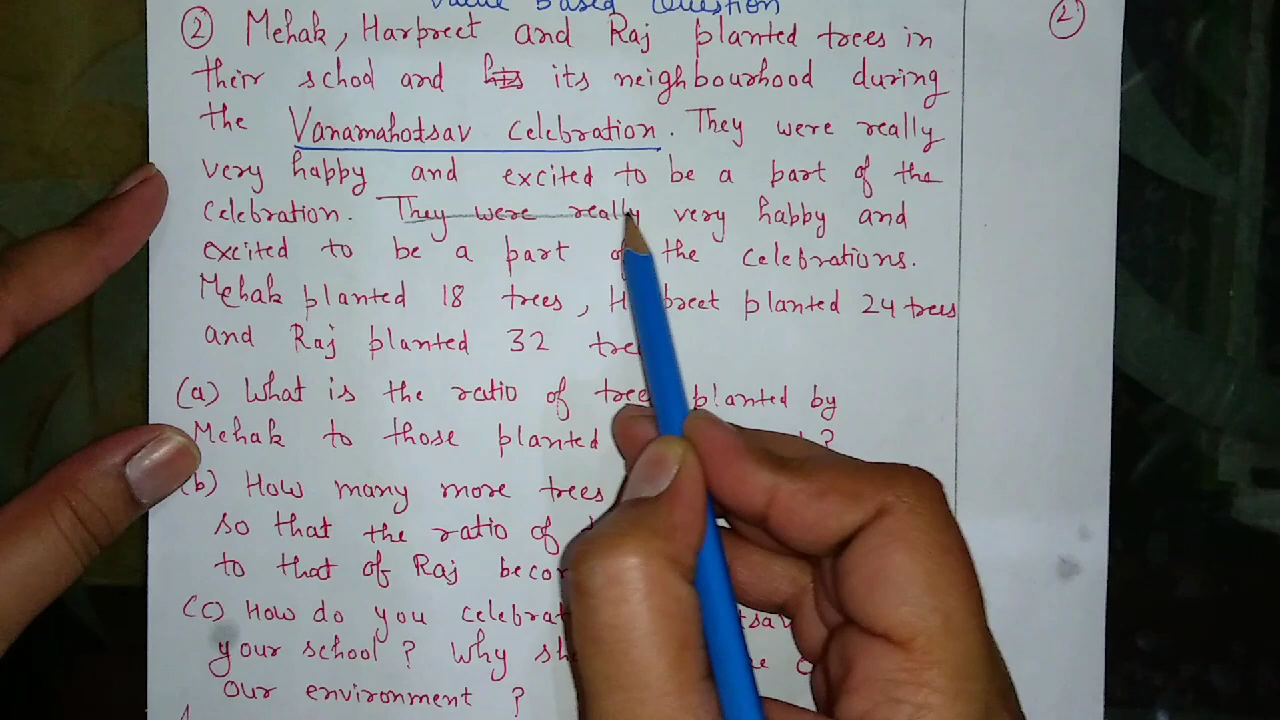 Value Based Question
② Mehak, Harpreet and Raj planted trees in
their school and its neighbourhood during
the Vanamahotsav Celebration. They were really
very happy and excited to be a part of the
Celebration. They were really very happy and
excited to be a part of the celebrations.
Mehak planted 18 trees, planted 24 trees
and Raj planted 32
(a) What is the ratio of planted by
Mehak to those planted ?
(b) How many more trees
so that the ratio of
to that of Raj
(c) How do you
your school ? Why
our environment ?
②